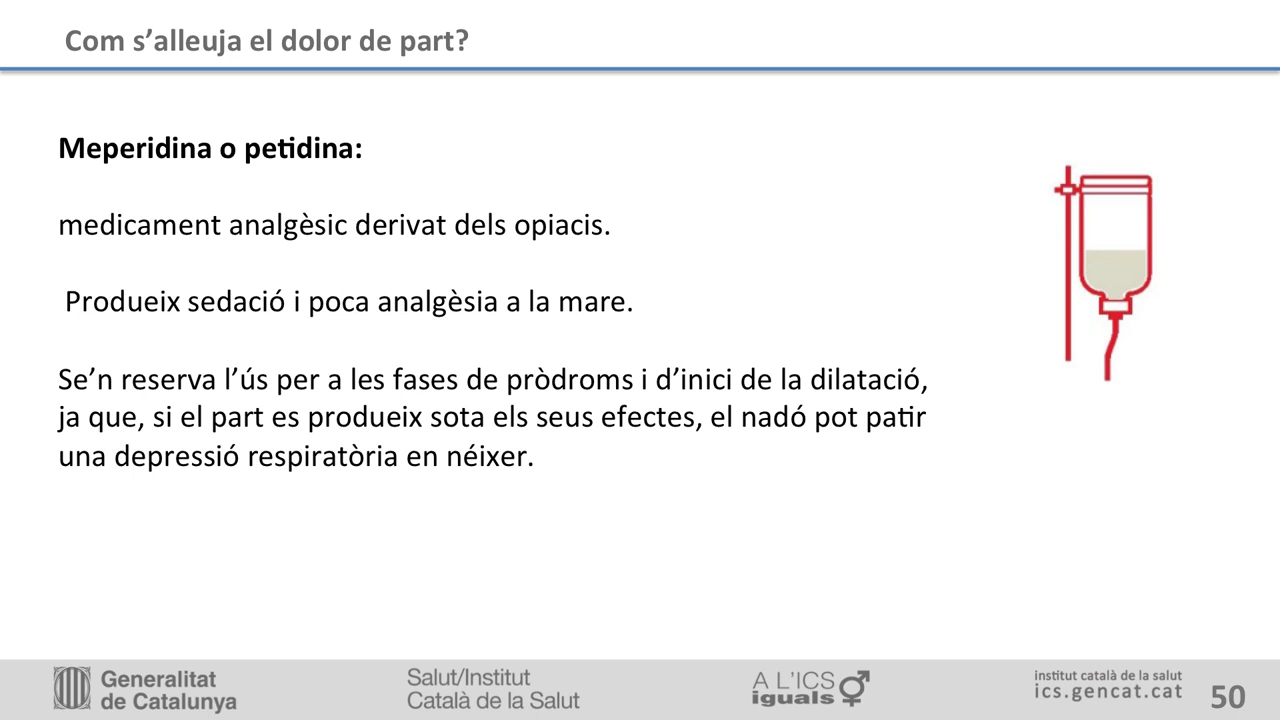 Com s’alleuja el dolor de part?
Meperidina o petidina:
medicament analgèsic derivat dels opiacis.
Produeix sedació i poca analgèsia a la mare.
Se’n reserva l’ús per a les fases de pròdroms i d’inici de la dilatació,
ja que, si el part es produeix sota els seus efectes, el nadó pot patir
una depressió respiratòria en néixer.
Generalitat
de Catalunya
Salut/Institut
Català de la Salut
A L'ICS
iguals
institut català de la salut
ics.gencat.cat
50